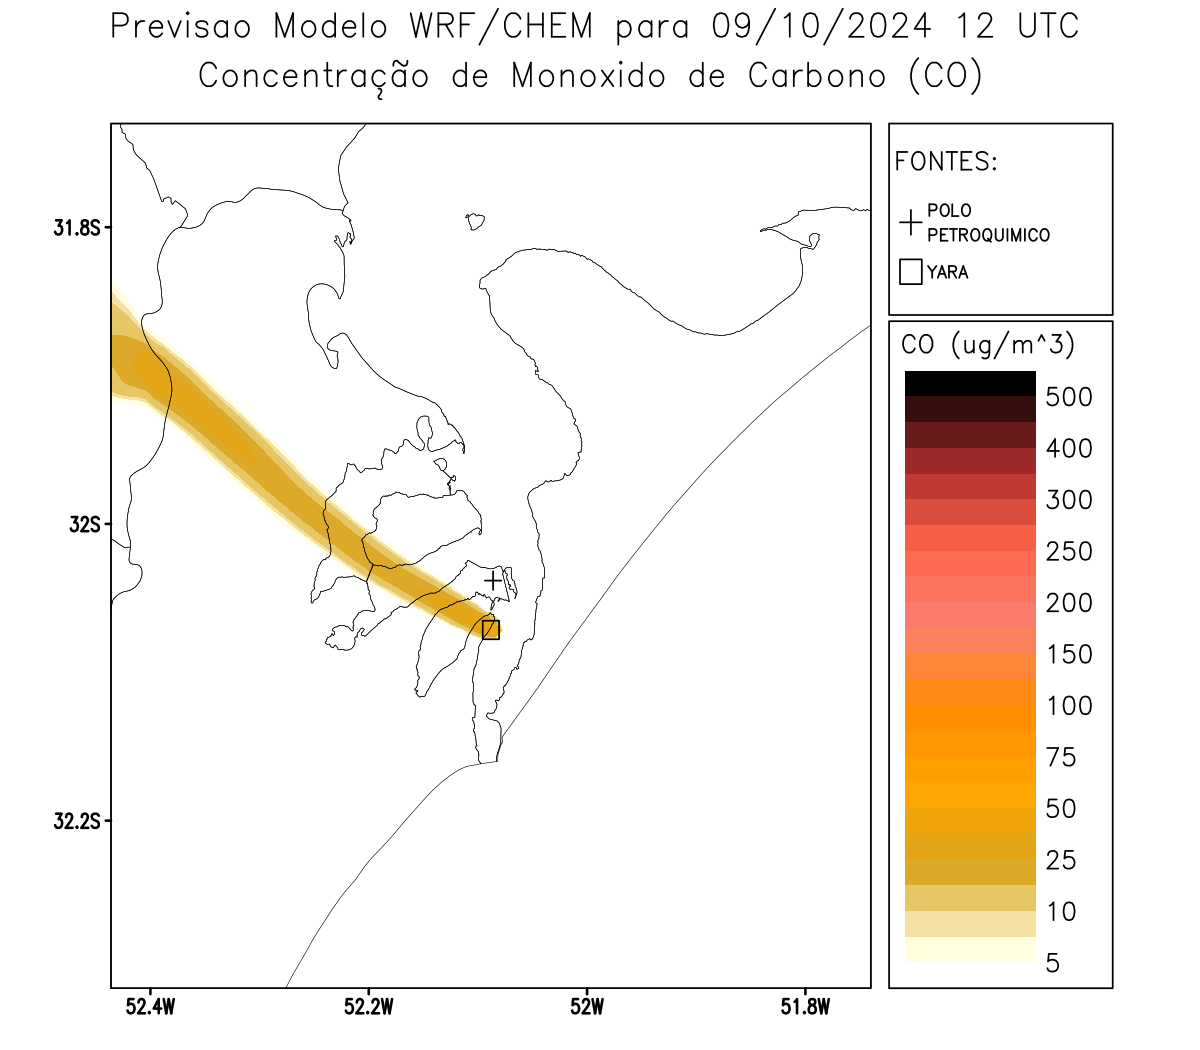 Previsao Modelo WRF/CHEM para 09/10/2024 12 UTC
Concentração de Monoxido de Carbono (CO)
FONTES:
POLO
PETROQUIMICO
YARA
CO (ug/m^3)
500
400
300
250
200
150
100
75
50
25
10
5
31.8S
32S
32.2S
52.4W
52.2W
52W
51.8W